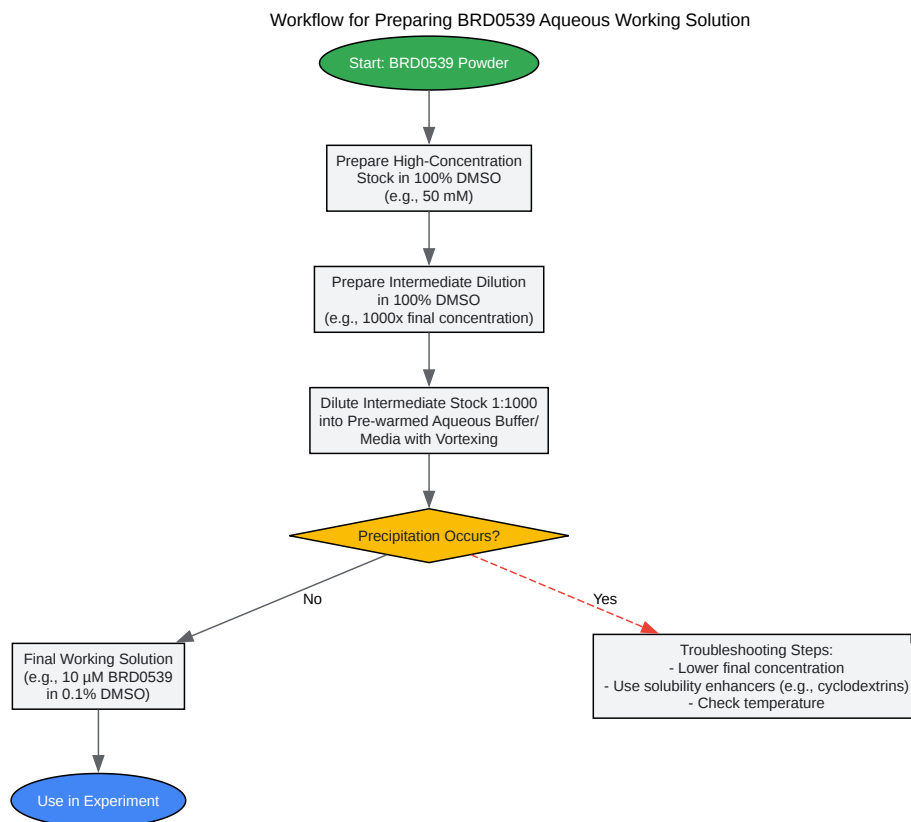 Workflow for Preparing BRD0539 Aqueous Working Solution
Start: BRD0539 Powder
Prepare High-Concentration
Stock in 100% DMSO
(e.g., 50 mM)
Prepare Intermediate Dilution
in 100% DMSO
(e.g., 1000x final concentration)
Dilute Intermediate Stock 1:1000
into Pre-warmed Aqueous Buffer/
Media with Vortexing
Precipitation Occurs?
No
Yes
Final Working Solution
(e.g., 10 µM BRD0539
in 0.1% DMSO)
Troubleshooting Steps:
- Lower final concentration
- Use solubility enhancers (e.g., cyclodextrins)
- Check temperature
Use in Experiment